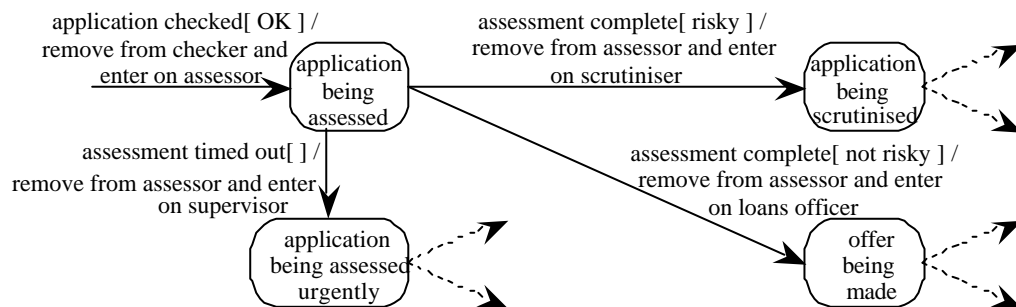 application checked[ OK ] /
remove from checker and
enter on assessor
application
being
assessed
assessment complete[ risky ] /
remove from assessor and enter
on scrutiniser
application
being
scrutinised
assessment timed out[ ] /
remove from assessor and enter
on supervisor
assessment complete[ not risky ] /
remove from assessor and enter
on loans officer
application
being assessed
urgently
offer
being
made